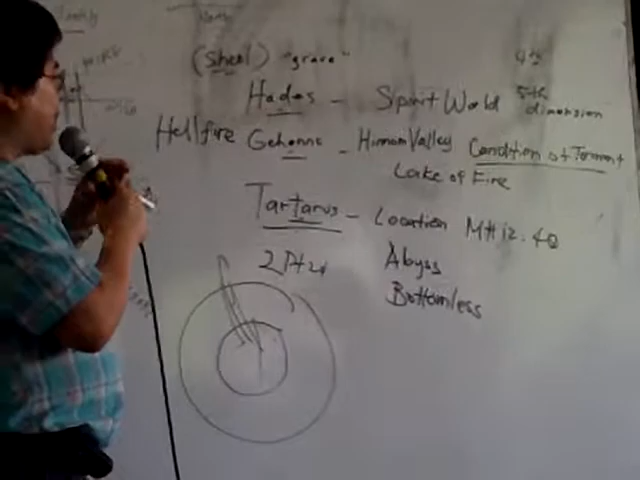 (Sheol) "grave"
Hades - Spirit World 5th dimension
Hellfire Gehenna - Hinnom Valley Condition of Torment
Lake of Fire
Tartarus - Location Mt 12.40
2 Pt 2:4 Abyss
Bottomless